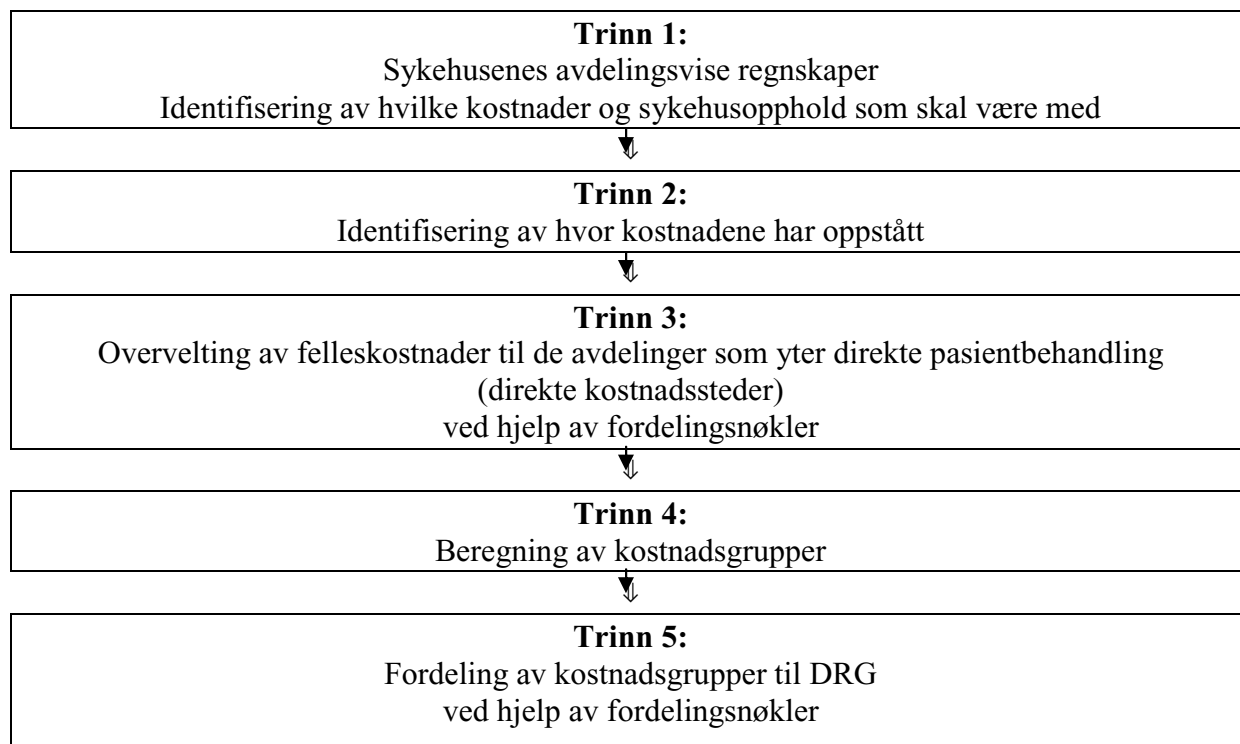 Trinn 1:
Sykehusenes avdelingsvise regnskaper
Identifisering av hvilke kostnader og sykehusopphold som skal være med
Trinn 2:
Identifisering av hvor kostnadene har oppstått
Trinn 3:
Overvelting av felleskostnader til de avdelinger som yter direkte pasientbehandling
(direkte kostnadssteder)
ved hjelp av fordelingsnøkler
Trinn 4:
Beregning av kostnadsgrupper
Trinn 5:
Fordeling av kostnadsgrupper til DRG
ved hjelp av fordelingsnøkler